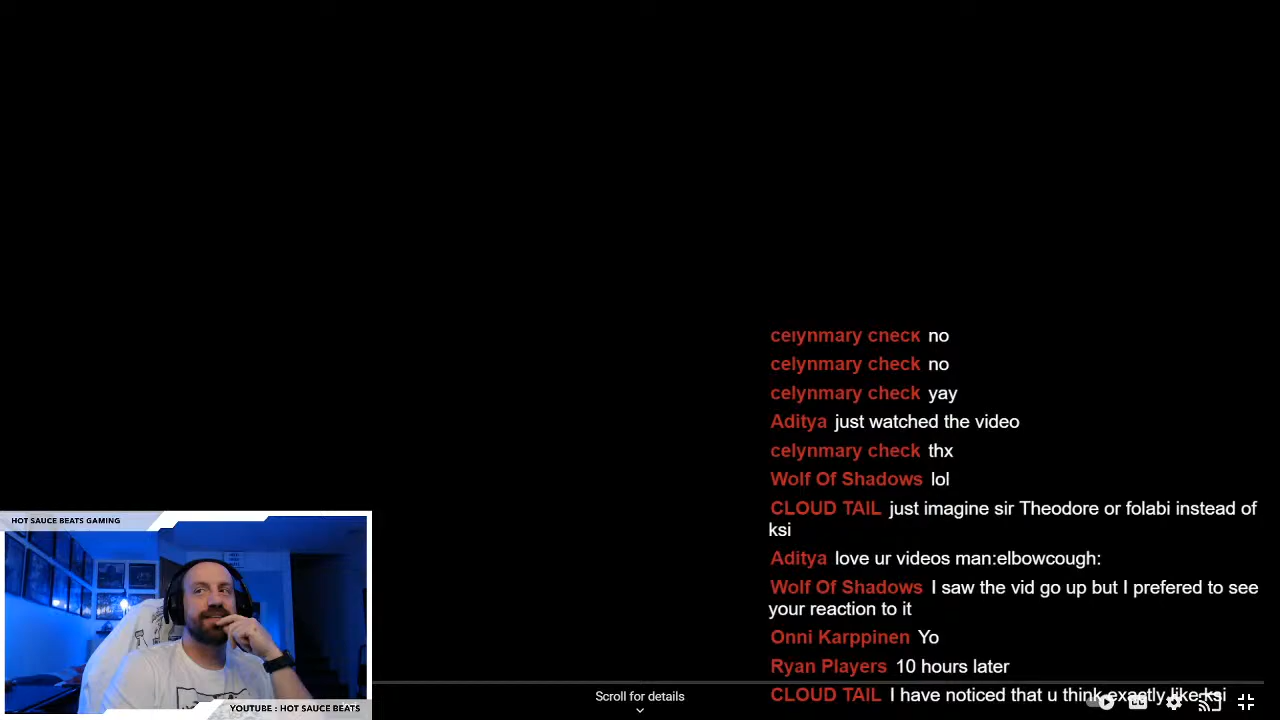 celynmary check no
celynmary check no
celynmary check yay
Aditya just watched the video
celynmary check thx
Wolf Of Shadows lol
CLOUD TAIL just imagine sir Theodore or folabi instead of
ksi
Aditya love ur videos man:elbowcough:
Wolf Of Shadows I saw the vid go up but I prefered to see
your reaction to it
Onni Karppinen Yo
Ryan Players 10 hours later
CLOUD TAIL I have noticed that u think exactly like ksi
Scroll for details
HOT SAUCE BEATS GAMING
YOUTUBE : HOT SAUCE BEATS